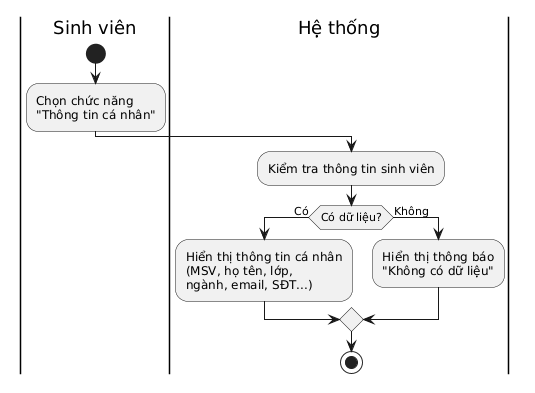 Sinh viên
Hệ thống
Chọn chức năng
"Thông tin cá nhân"
Kiểm tra thông tin sinh viên
Có dữ liệu?
Có
Không
Hiển thị thông tin cá nhân
(MSV, họ tên, lớp,
ngành, email, SĐT...)
Hiển thị thông báo
"Không có dữ liệu"